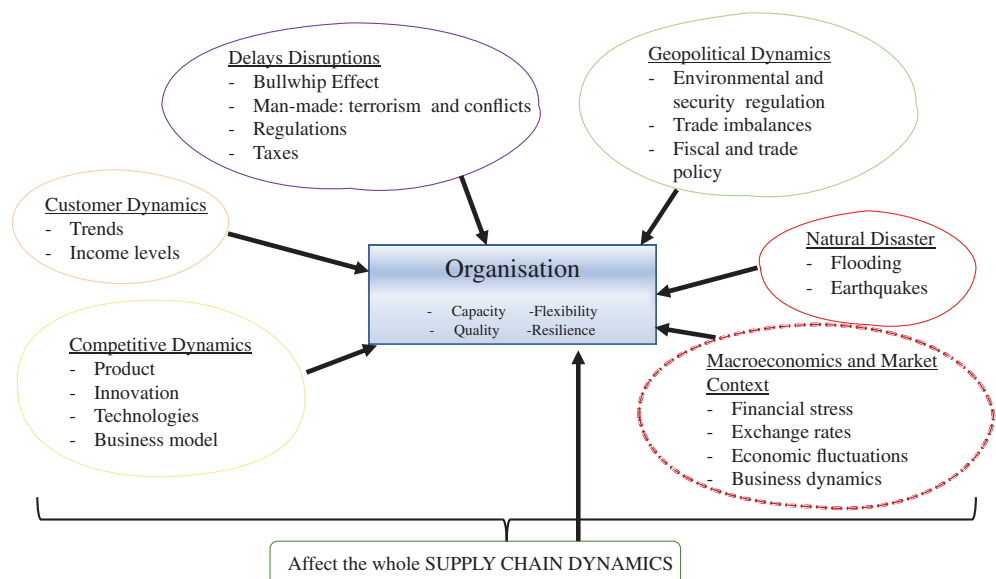 Delays Disruptions
- Bullwhip Effect
- Man-made: terrorism and conflicts
- Regulations
- Taxes
Geopolitical Dynamics
- Environmental and
security regulation
- Trade imbalances
- Fiscal and trade
policy
Customer Dynamics
- Trends
- Income levels
Organisation
- Capacity -Flexibility
- Quality -Resilience
Natural Disaster
- Flooding
- Earthquakes
Competitive Dynamics
- Product
- Innovation
- Technologies
- Business model
Macroeconomics and Market
Context
- Financial stress
- Exchange rates
- Economic fluctuations
- Business dynamics
Affect the whole SUPPLY CHAIN DYNAMICS